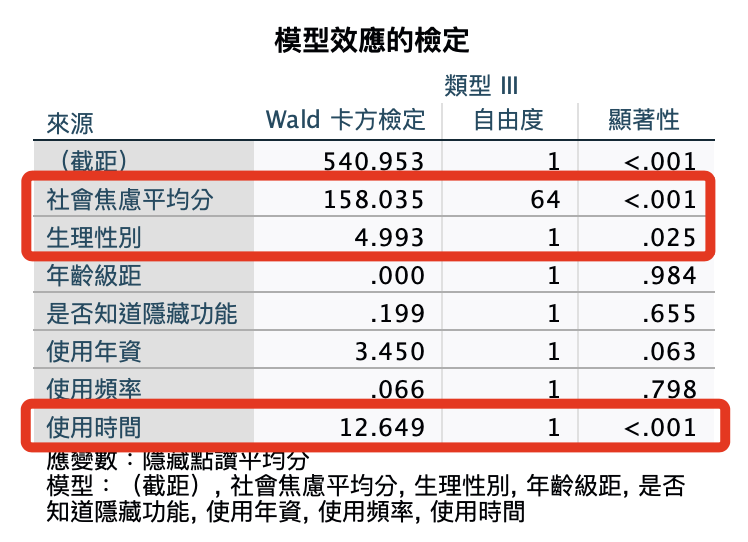 模型效應的檢定
類型 III
來源 Wald 卡方檢定 自由度 顯著性
（截距） 540.953 1 <.001
社會焦慮平均分 158.035 64 <.001
生理性別 4.993 1 .025
年齡級距 .000 1 .984
是否知道隱藏功能 .199 1 .655
使用年資 3.450 1 .063
使用頻率 .066 1 .798
使用時間 12.649 1 <.001
應變數：隱藏點讚平均分
模型：（截距）, 社會焦慮平均分, 生理性別, 年齡級距, 是否
知道隱藏功能, 使用年資, 使用頻率, 使用時間